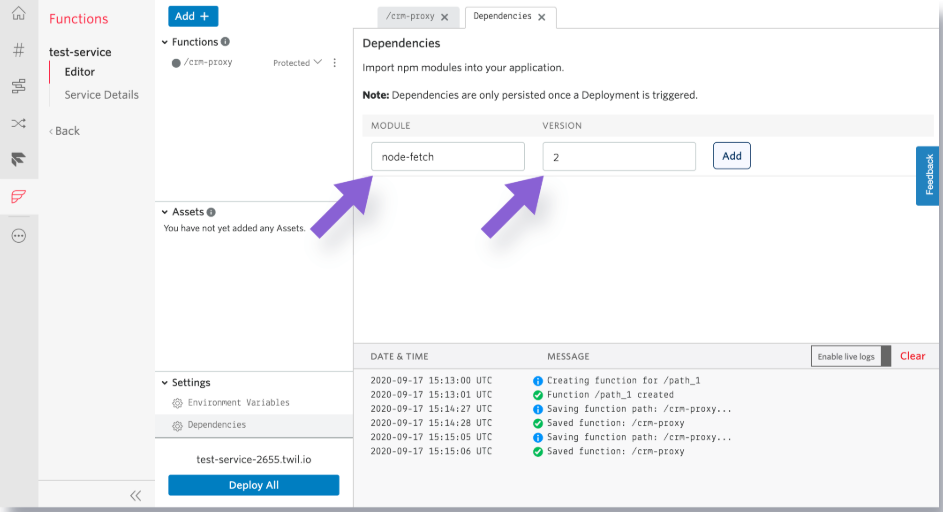 Functions
test-service
Editor
Service Details
‹ Back
Add +
Functions
/crm-proxy Protected
Assets
You have not yet added any Assets.
Settings
Environment Variables
Dependencies
test-service-2655.twil.io
Deploy All
/crm-proxy
Dependencies
Dependencies
Import npm modules into your application.
Note: Dependencies are only persisted once a Deployment is triggered.
MODULE VERSION
node-fetch 2 Add
Feedback
DATE & TIME MESSAGE Enable live logs Clear
2020-09-17 15:13:00 UTC Creating function for /path_1
2020-09-17 15:13:01 UTC Function /path_1 created
2020-09-17 15:14:27 UTC Saving function path: /crm-proxy...
2020-09-17 15:14:28 UTC Saved function: /crm-proxy
2020-09-17 15:15:05 UTC Saving function path: /crm-proxy...
2020-09-17 15:15:06 UTC Saved function: /crm-proxy